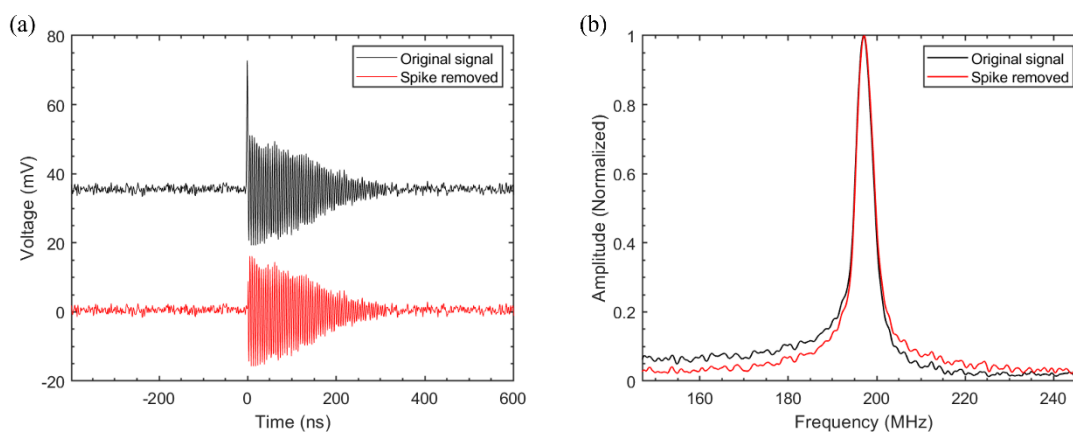 (a)
80
60
40
20
0
-20
-200
0
200
400
600
Voltage (mV)
Time (ns)
Original signal
Spike removed
(b)
1
0.8
0.6
0.4
0.2
0
160
180
200
220
240
Amplitude (Normalized)
Frequency (MHz)
Original signal
Spike removed